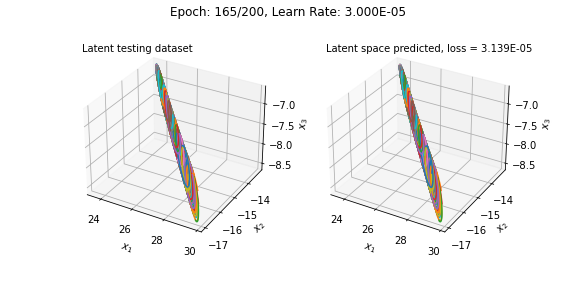 Epoch: 165/200, Learn Rate: 3.000E-05
Latent testing dataset
Latent space predicted, loss = 3.139E-05
−7.0
−7.5
−8.0
−8.5
x₃
−14
−15
−16
−17
x₂
24
26
28
30
x₁
−7.0
−7.5
−8.0
−8.5
x₃
−14
−15
−16
−17
x₂
24
26
28
30
x₁